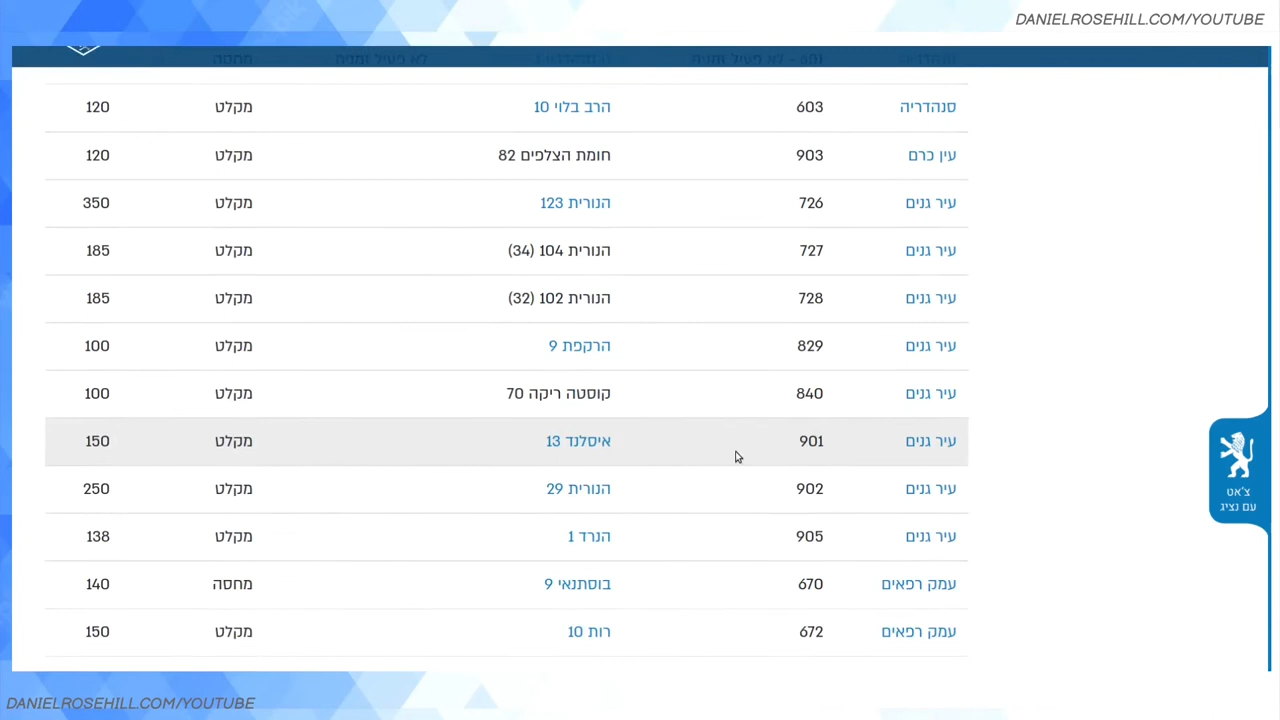 DANIELROSEHILL.COM/YOUTUBE
סנהדריה 603 הרב בלוי 10 מקלט 120
עין כרם 903 חומת הצלפים 82 מקלט 120
עיר גנים 726 הנורית 123 מקלט 350
עיר גנים 727 הנורית 104 (34) מקלט 185
עיר גנים 728 הנורית 102 (32) מקלט 185
עיר גנים 829 הרקפת 9 מקלט 100
עיר גנים 840 קוסטה ריקה 70 מקלט 100
עיר גנים 901 איסלנד 13 מקלט 150
עיר גנים 902 הנורית 29 מקלט 250
עיר גנים 905 הנרד 1 מקלט 138
עמק רפאים 670 בוסתנאי 9 מחסה 140
עמק רפאים 672 רות 10 מקלט 150
צ'אט
עם נציג
DANIELROSEHILL.COM/YOUTUBE